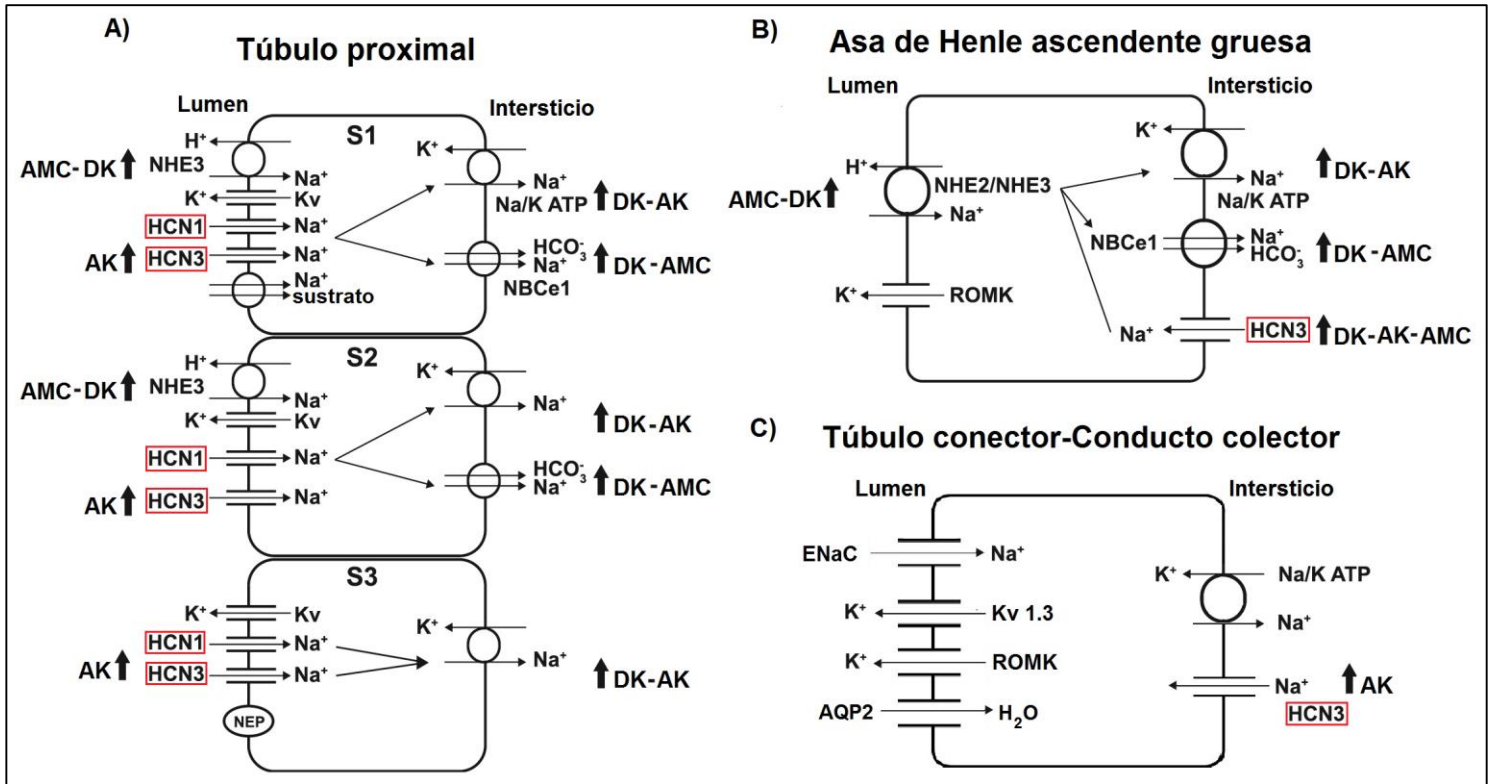 A)
Túbulo proximal
Lumen
Intersticio
S1
H⁺
AMC-DK
NHE3
Na⁺
K⁺
Kv
HCN1
Na⁺
AK
HCN3
Na⁺
Na⁺
sustrato
K⁺
Na⁺
Na/K ATP
DK-AK
HCO₃⁻
Na⁺
DK-AMC
NBCe1
S2
H⁺
AMC-DK
NHE3
Na⁺
K⁺
Kv
HCN1
Na⁺
AK
HCN3
Na⁺
K⁺
Na⁺
DK-AK
HCO₃⁻
Na⁺
DK-AMC
S3
K⁺
Kv
HCN1
Na⁺
AK
HCN3
Na⁺
NEP
K⁺
Na⁺
DK-AK
B)
Asa de Henle ascendente gruesa
Lumen
Intersticio
H⁺
AMC-DK
NHE2/NHE3
Na⁺
K⁺
ROMK
K⁺
Na⁺
Na/K ATP
DK-AK
NBCe1
Na⁺
HCO₃⁻
DK-AMC
Na⁺
HCN3
DK-AK-AMC
C)
Túbulo conector-Conducto colector
Lumen
Intersticio
ENaC
Na⁺
K⁺
Kv 1.3
K⁺
ROMK
AQP2
H₂O
K⁺
Na/K ATP
Na⁺
Na⁺
AK
HCN3